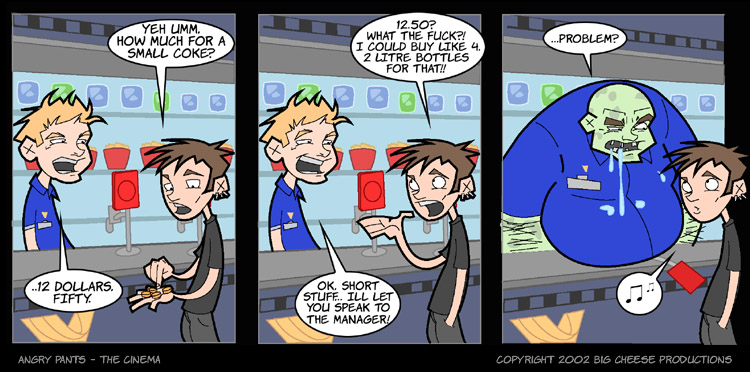 YEH UMM.
HOW MUCH FOR A
SMALL COKE?
..12 DOLLARS.
FIFTY.
12.50?
WHAT THE FUCK?!
I COULD BUY LIKE 4.
2 LITRE BOTTLES
FOR THAT!!
OK. SHORT
STUFF.. ILL LET
YOU SPEAK TO
THE MANAGER!
...PROBLEM?
ANGRY PANTS - THE CINEMA
COPYRIGHT 2002 BIG CHEESE PRODUCTIONS